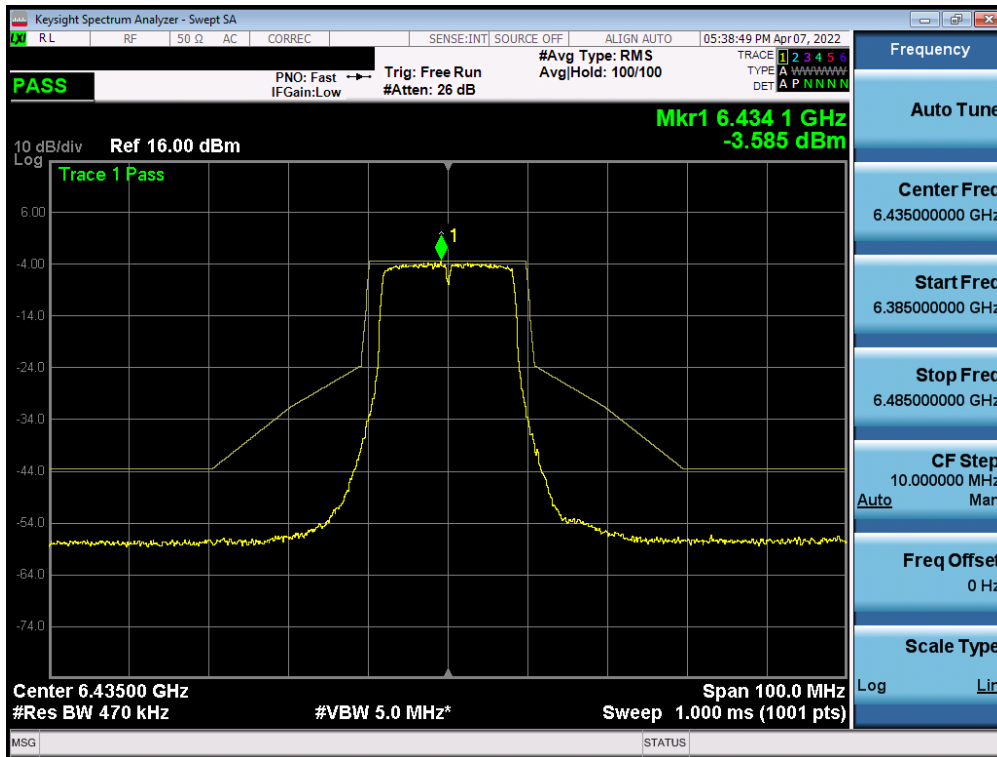 Keysight Spectrum Analyzer - Swept SA
LXI RL RF 50 Ω AC CORREC SENSE:INT SOURCE OFF ALIGN AUTO 05:38:49 PM Apr 07, 2022
PASS
PNO: Fast
IFGain:Low
Trig: Free Run
#Atten: 26 dB
#Avg Type: RMS
Avg|Hold: 100/100
TRACE 1 2 3 4 5 6
TYPE A WWWWW
DET A P N N N N
Mkr1 6.434 1 GHz
-3.585 dBm
10 dB/div Ref 16.00 dBm
Log
Trace 1 Pass
1
6.00
-4.00
-14.0
-24.0
-34.0
-44.0
-54.0
-64.0
-74.0
Center 6.43500 GHz Span 100.0 MHz
#Res BW 470 kHz #VBW 5.0 MHz* Sweep 1.000 ms (1001 pts)
MSG STATUS
Frequency
Auto Tune
Center Freq
6.435000000 GHz
Start Freq
6.385000000 GHz
Stop Freq
6.485000000 GHz
CF Step
10.000000 MHz
Auto Man
Freq Offset
0 Hz
Scale Type
Log Lin